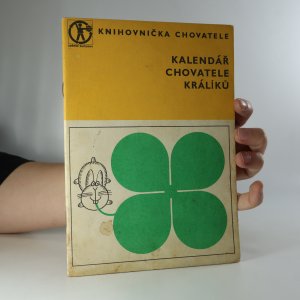 KNIHOVNIČKA CHOVATELE
KALENDÁŘ
CHOVATELE
KRÁLÍKŮ